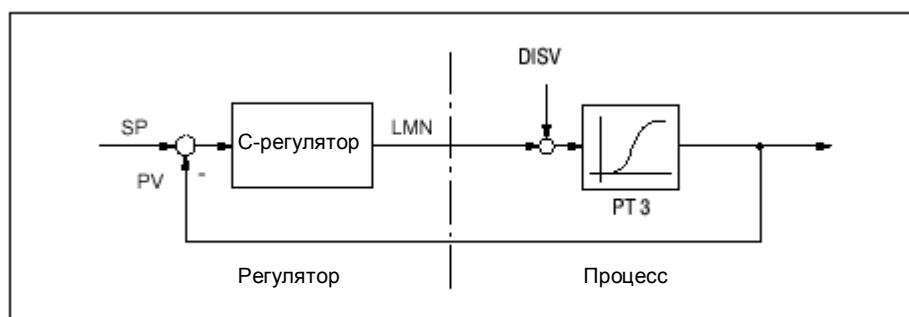 DISV
SP
С-регулятор
LMN
PV
-
PT 3
Регулятор
Процесс